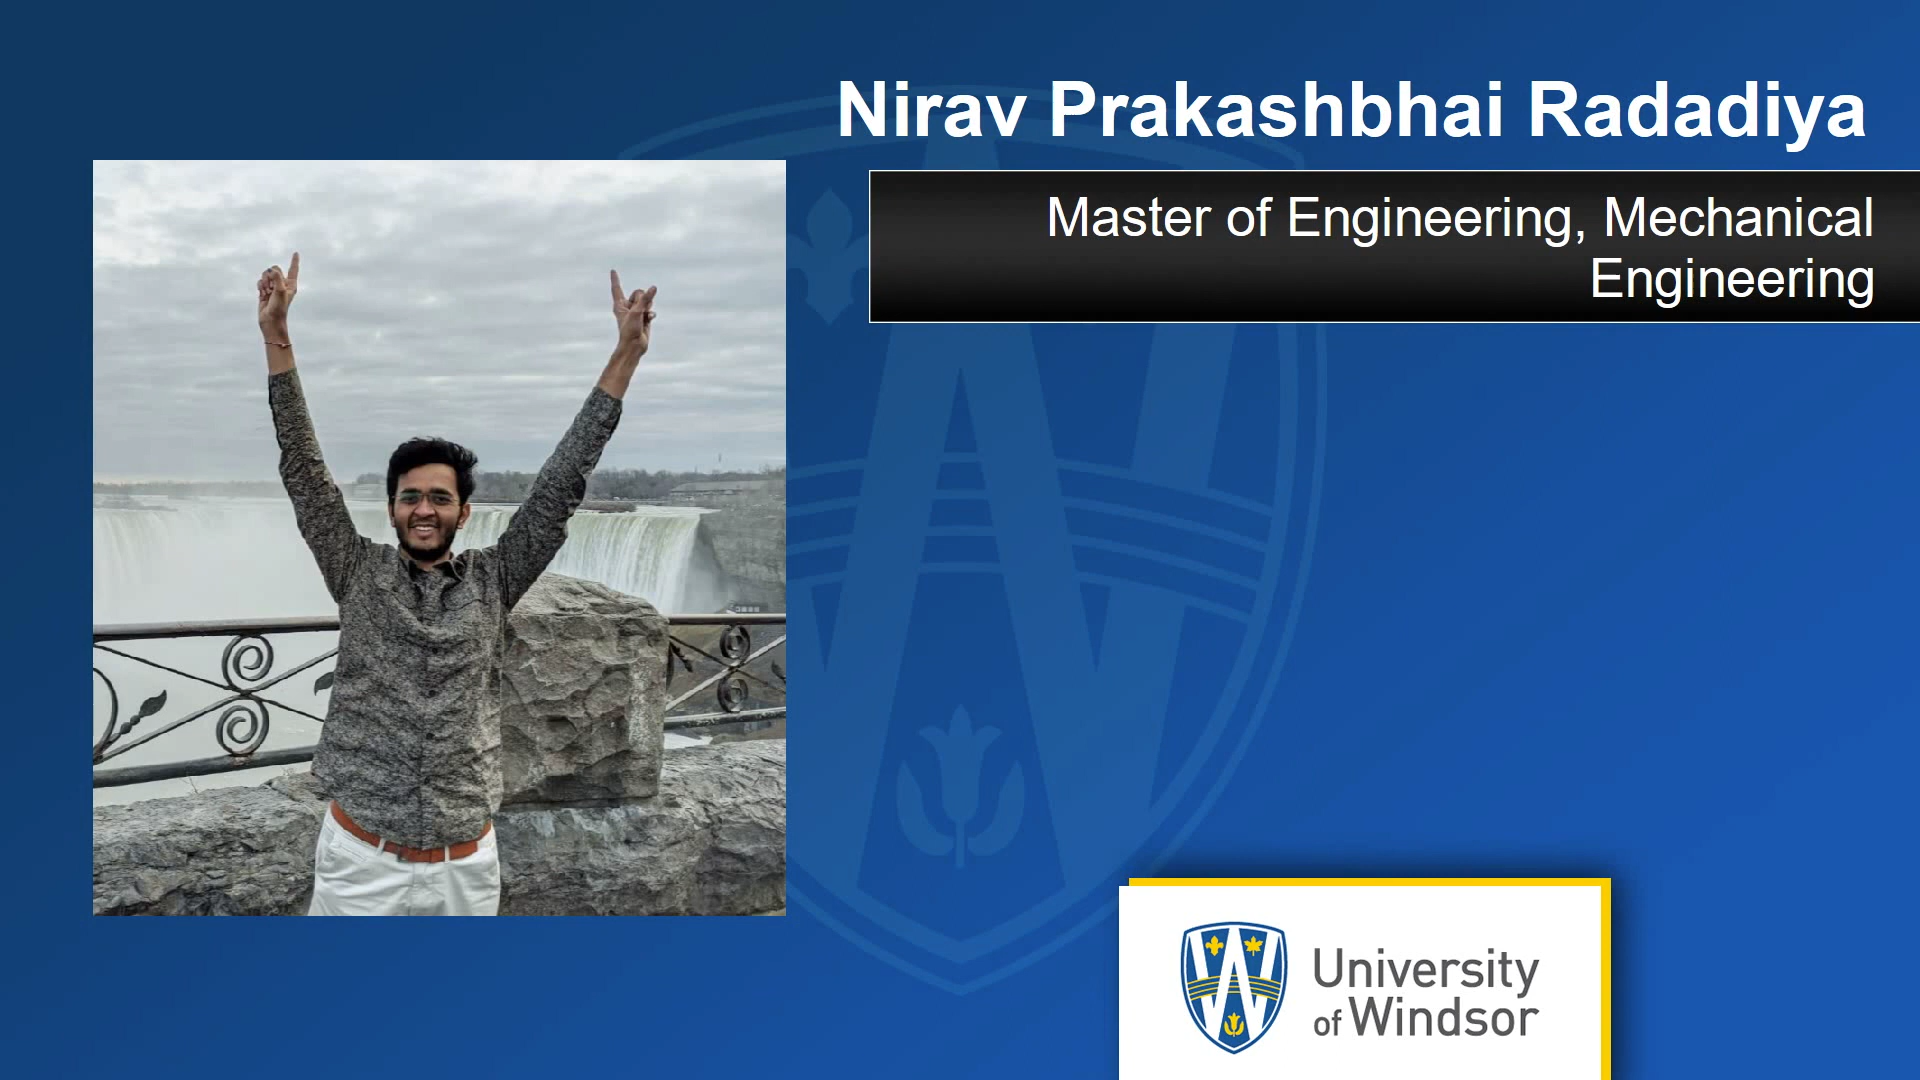 Nirav Prakashbhai Radadiya
Master of Engineering, Mechanical
Engineering
University
of Windsor